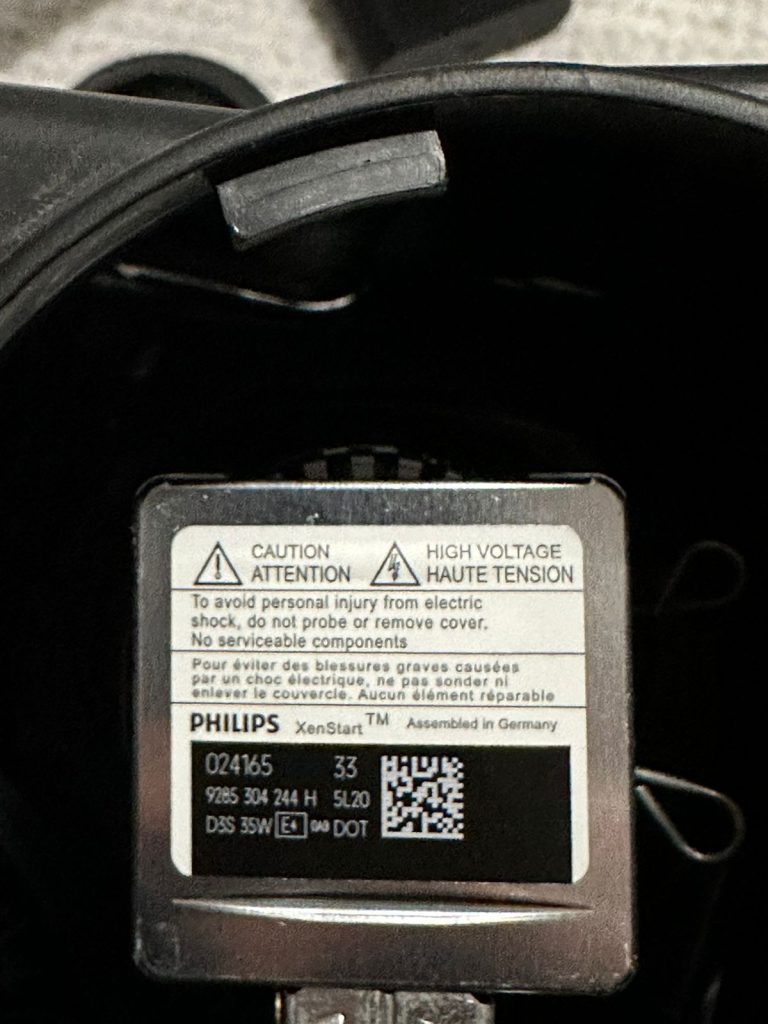 CAUTION
ATTENTION
HIGH VOLTAGE
HAUTE TENSION
To avoid personal injury from electric
shock, do not probe or remove cover.
No serviceable components
Pour éviter des blessures graves causées
par un choc électrique, ne pas sonder ni
enlever le couvercle. Aucun élément réparable
PHILIPS XenStart™ Assembled in Germany
024165 33
9285 304 244 H 5L20
D3S 35W E4 DOT